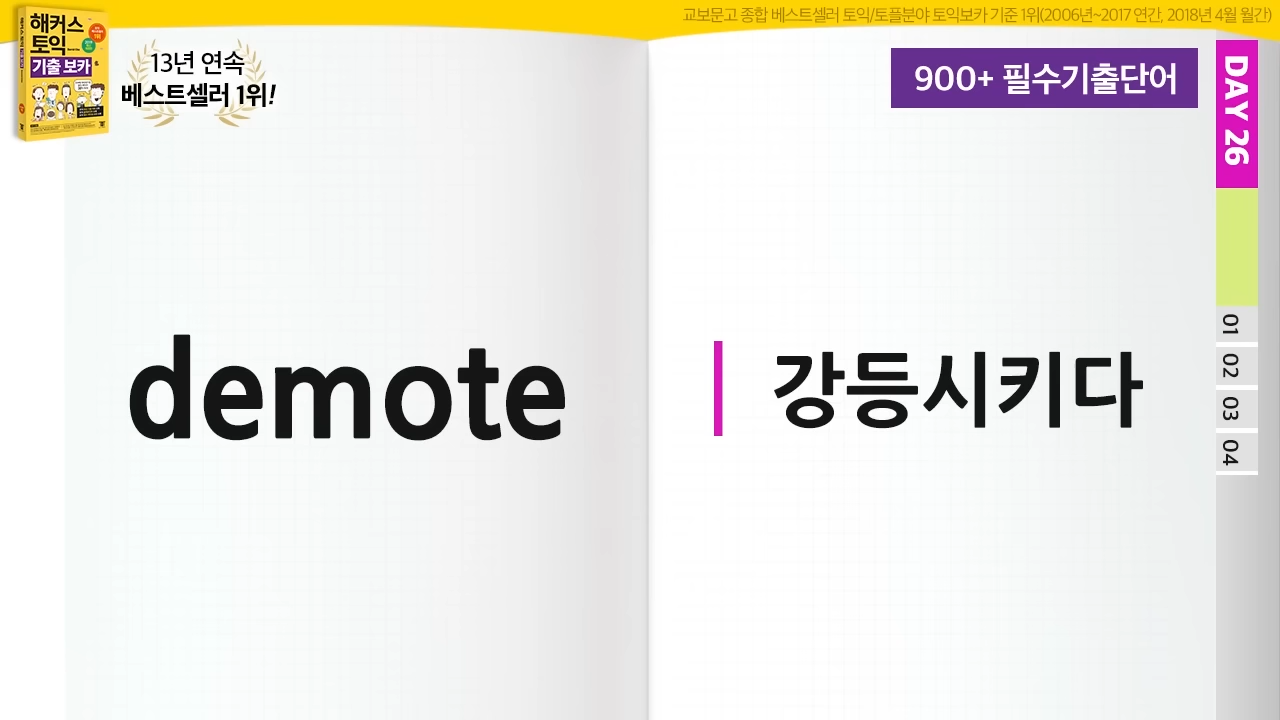 교보문고 종합 베스트셀러 토익/토플분야 토익보카 기준 1위(2006년~2017 연간, 2018년 4월 월간)
해커스
토익
기출 보카
13년 연속
베스트셀러 1위!
900+ 필수기출단어
DAY 26
demote
강등시키다
01
02
03
04